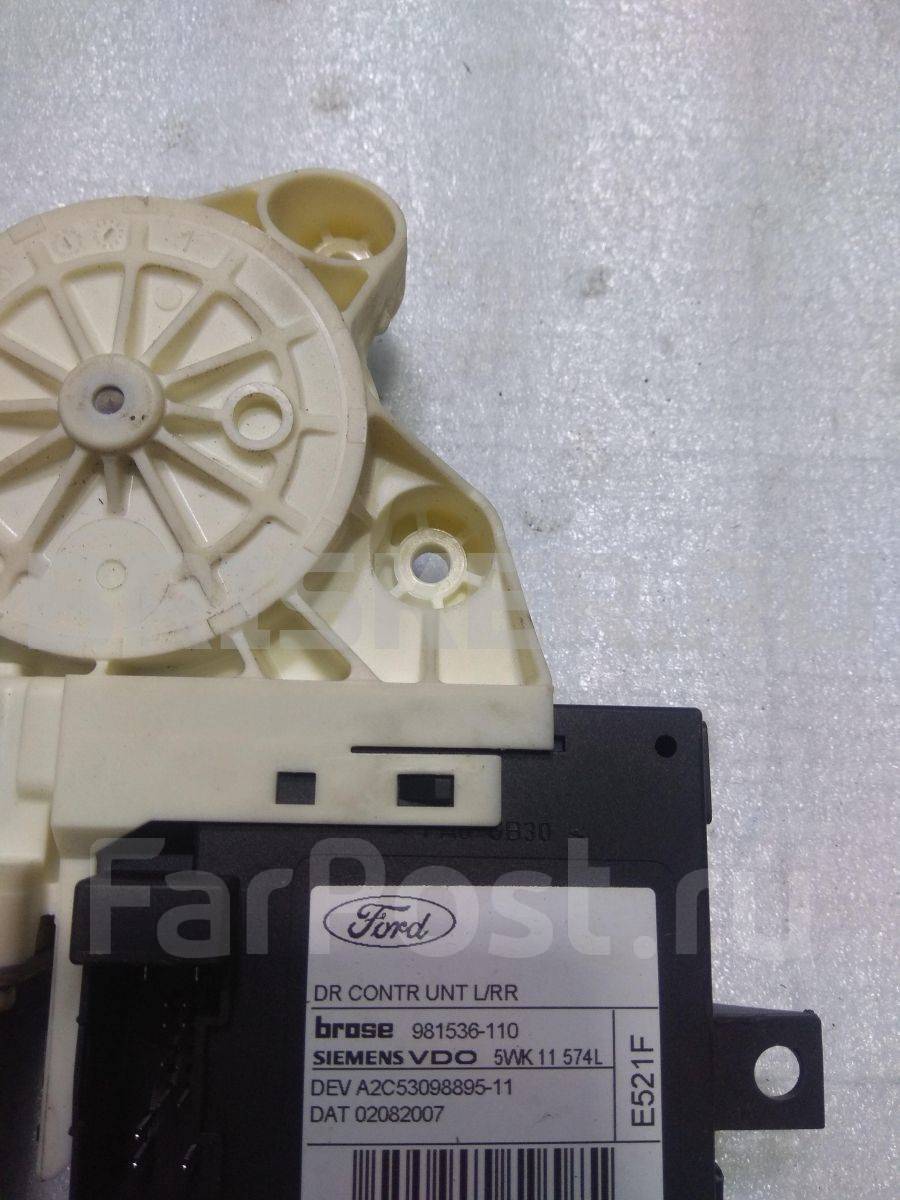 FarPost.ru
Ford
DR CONTR UNT L/RR
brose 981536-110
SIEMENS VDO 5WK 11 574L
DEV A2C53098895-11
DAT 02082007
E521F